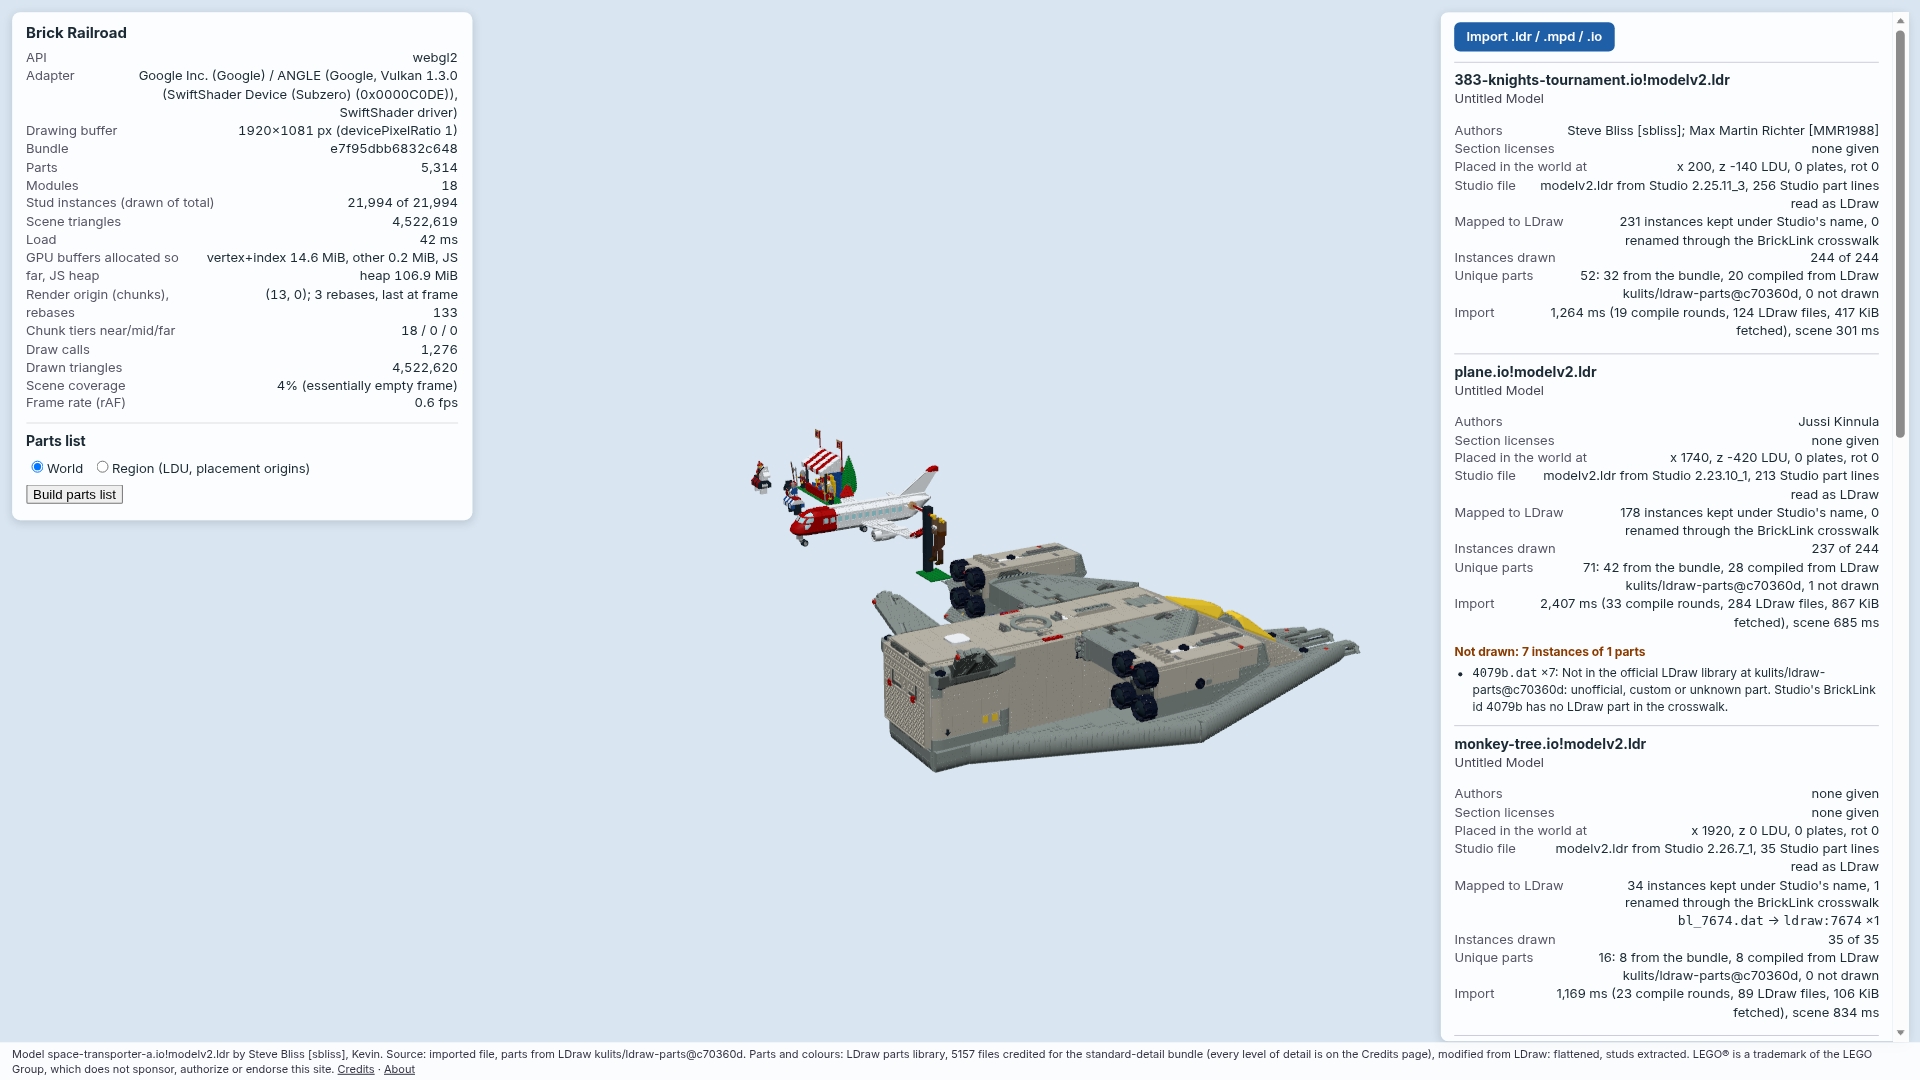 Brick Railroad
API webgl2
Adapter Google Inc. (Google) / ANGLE (Google, Vulkan 1.3.0
(SwiftShader Device (Subzero) (0x0000C0DE)),
SwiftShader driver)
Drawing buffer 1920×1081 px (devicePixelRatio 1)
Bundle e7f95dbb6832c648
Parts 5,314
Modules 18
Stud instances (drawn of total) 21,994 of 21,994
Scene triangles 4,522,619
Load 42 ms
GPU buffers allocated so vertex+index 14.6 MiB, other 0.2 MiB, JS
far, JS heap heap 106.9 MiB
Render origin (chunks), (13, 0); 3 rebases, last at frame
rebases 133
Chunk tiers near/mid/far 18 / 0 / 0
Draw calls 1,276
Drawn triangles 4,522,620
Scene coverage 4% (essentially empty frame)
Frame rate (rAF) 0.6 fps
Parts list
World Region (LDU, placement origins)
Build parts list
Import .ldr / .mpd / .io
383-knights-tournament.io!modelv2.ldr
Untitled Model
Authors Steve Bliss [sbliss]; Max Martin Richter [MMR1988]
Section licenses none given
Placed in the world at x 200, z -140 LDU, 0 plates, rot 0
Studio file modelv2.ldr from Studio 2.25.11_3, 256 Studio part lines
read as LDraw
Mapped to LDraw 231 instances kept under Studio's name, 0
renamed through the BrickLink crosswalk
Instances drawn 244 of 244
Unique parts 52: 32 from the bundle, 20 compiled from LDraw
kulits/ldraw-parts@c70360d, 0 not drawn
Import 1,264 ms (19 compile rounds, 124 LDraw files, 417 KiB
fetched), scene 301 ms
plane.io!modelv2.ldr
Untitled Model
Authors Jussi Kinnula
Section licenses none given
Placed in the world at x 1740, z -420 LDU, 0 plates, rot 0
Studio file modelv2.ldr from Studio 2.23.10_1, 213 Studio part lines
read as LDraw
Mapped to LDraw 178 instances kept under Studio's name, 0
renamed through the BrickLink crosswalk
Instances drawn 237 of 244
Unique parts 71: 42 from the bundle, 28 compiled from LDraw
kulits/ldraw-parts@c70360d, 1 not drawn
Import 2,407 ms (33 compile rounds, 284 LDraw files, 867 KiB
fetched), scene 685 ms
Not drawn: 7 instances of 1 parts
• 4079b.dat ×7: Not in the official LDraw library at kulits/ldraw-
parts@c70360d: unofficial, custom or unknown part. Studio's BrickLink
id 4079b has no LDraw part in the crosswalk.
monkey-tree.io!modelv2.ldr
Untitled Model
Authors none given
Section licenses none given
Placed in the world at x 1920, z 0 LDU, 0 plates, rot 0
Studio file modelv2.ldr from Studio 2.26.7_1, 35 Studio part lines
read as LDraw
Mapped to LDraw 34 instances kept under Studio's name, 1
renamed through the BrickLink crosswalk
bl_7674.dat → ldraw:7674 ×1
Instances drawn 35 of 35
Unique parts 16: 8 from the bundle, 8 compiled from LDraw
kulits/ldraw-parts@c70360d, 0 not drawn
Import 1,169 ms (23 compile rounds, 89 LDraw files, 106 KiB
fetched), scene 834 ms
Model space-transporter-a.io!modelv2.ldr by Steve Bliss [sbliss], Kevin. Source: imported file, parts from LDraw kulits/ldraw-parts@c70360d. Parts and colours: LDraw parts library, 5157 files credited for the standard-detail bundle (every level of detail is on the Credits page), modified from LDraw: flattened, studs extracted. LEGO® is a trademark of the LEGO
Group, which does not sponsor, authorize or endorse this site. Credits · About